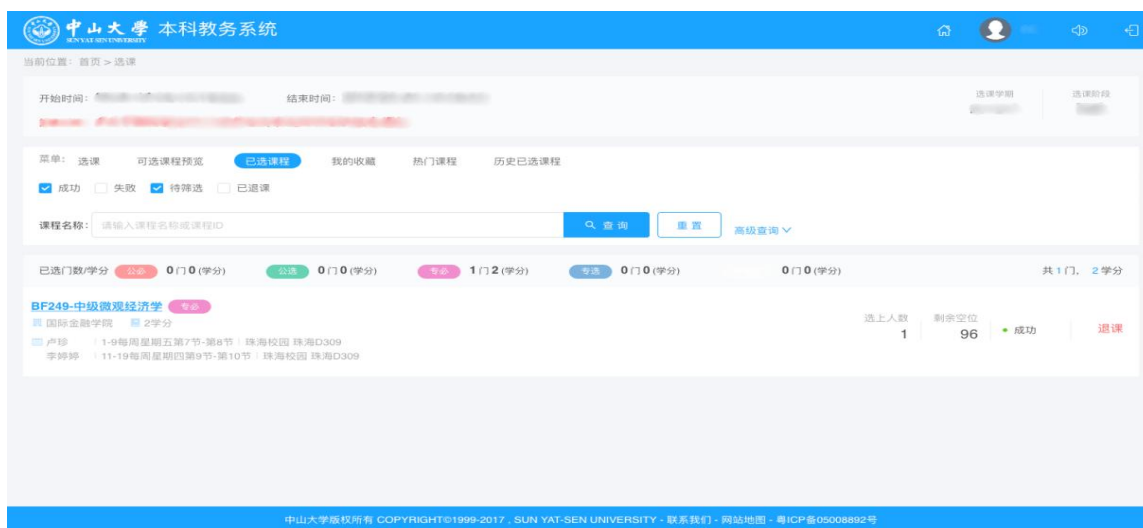 中山大學 本科教务系统
SUN YAT-SEN UNIVERSITY
当前位置: 首页 > 选课
开始时间: 结束时间: 选课学期 选课阶段
菜单: 选课 可选课程预览 已选课程 我的收藏 热门课程 历史已选课程
成功 失败 待筛选 已退课
课程名称: 请输入课程名称或课程ID 查 询 重 置 高级查询
已选门数/学分 公必 0门0(学分) 公选 0门0(学分) 专必 1门2(学分) 专选 0门0(学分) 0门0(学分) 共1门, 2学分
BF249-中级微观经济学 专必
国际金融学院 2学分 选上人数 剩余空位
1 96 成功 退课
卢珍 1-9每周星期五第7节-第8节 珠海校园 珠海D309
李婷婷 11-19每周星期四第9节-第10节 珠海校园 珠海D309
中山大学版权所有 COPYRIGHT©1999-2017 , SUN YAT-SEN UNIVERSITY - 联系我们 - 网站地图 - 粤ICP备05008892号